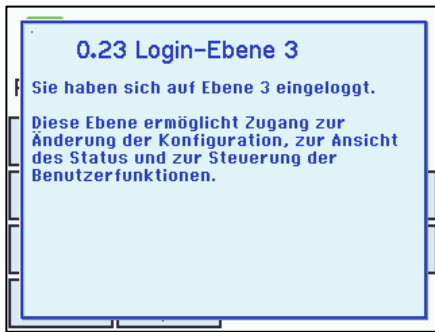 0.23 Login-Ebene 3
Sie haben sich auf Ebene 3 eingeloggt.
Diese Ebene ermöglicht Zugang zur
Änderung der Konfiguration, zur Ansicht
des Status und zur Steuerung der
Benutzerfunktionen.